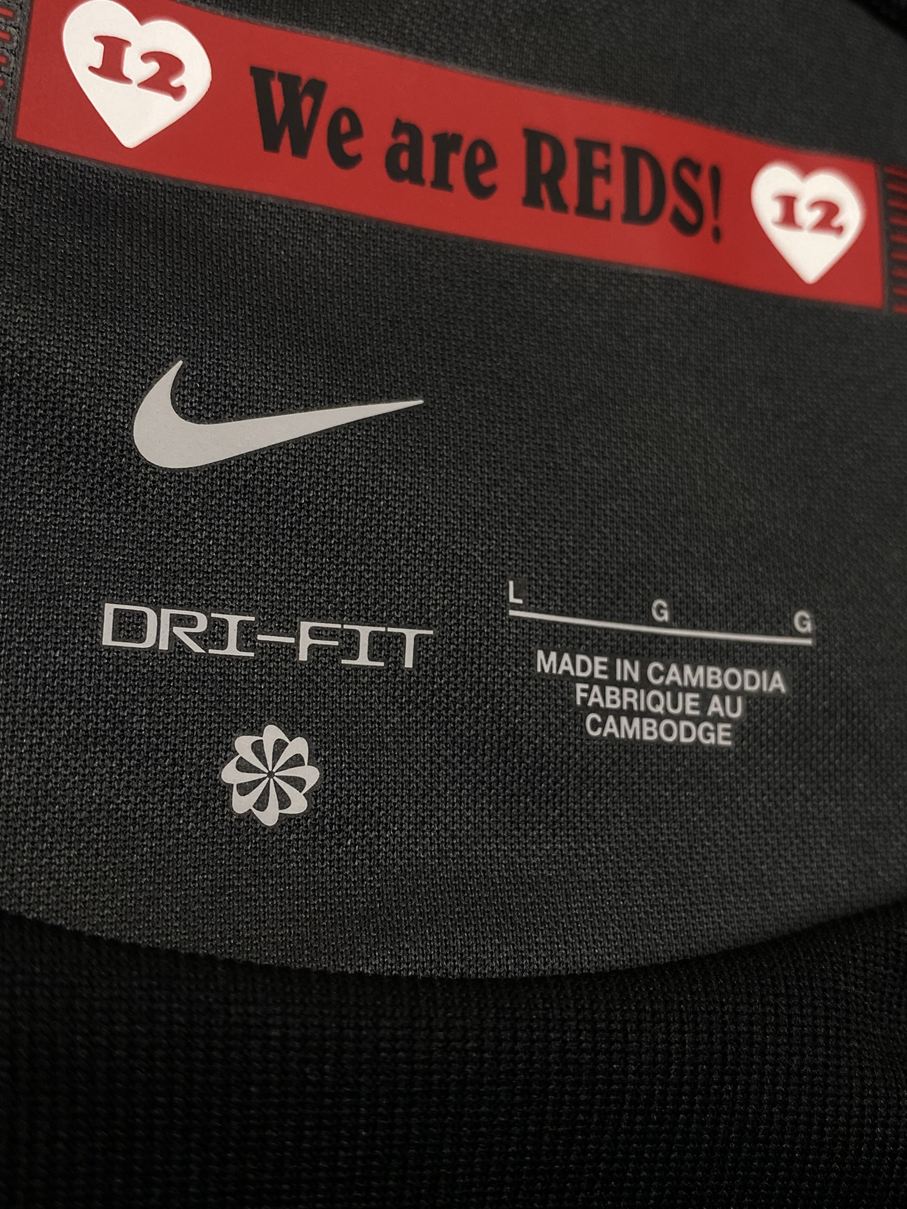 12 We are REDS! 12
DRI-FIT
L G G
MADE IN CAMBODIA
FABRIQUE AU
CAMBODGE